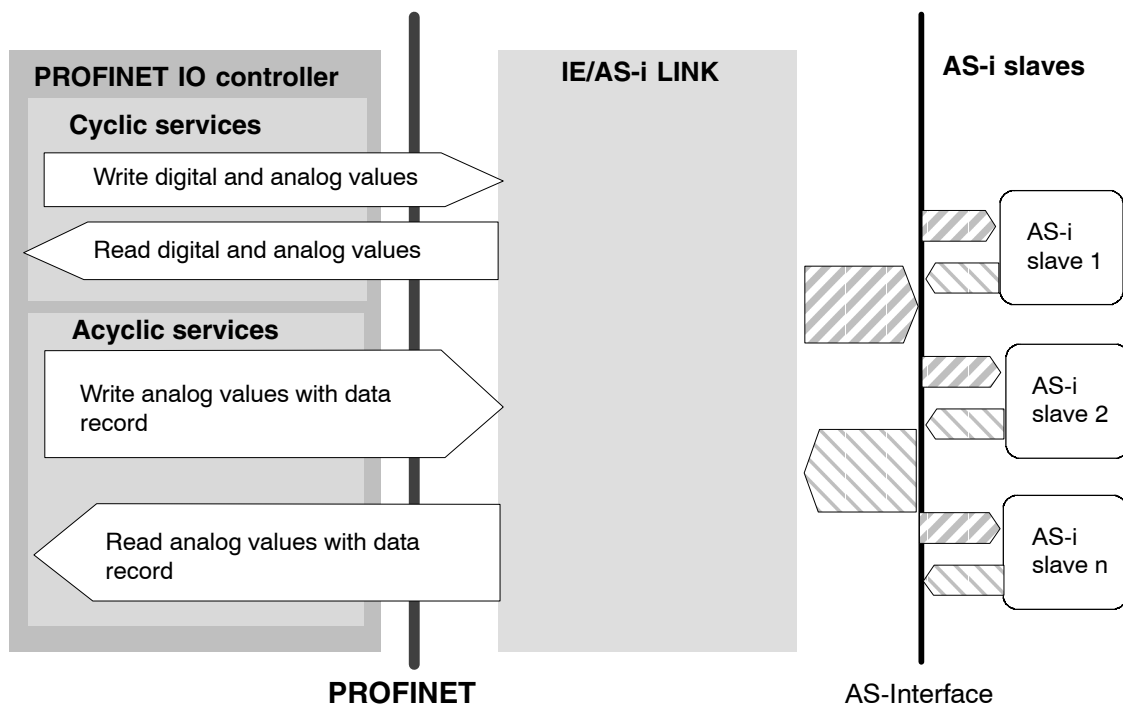 PROFINET IO controller
Cyclic services
Write digital and analog values
Read digital and analog values
Acyclic services
Write analog values with data
record
Read analog values with data
record
PROFINET
IE/AS-i LINK
AS-i slaves
AS-i
slave 1
AS-i
slave 2
AS-i
slave n
AS-Interface